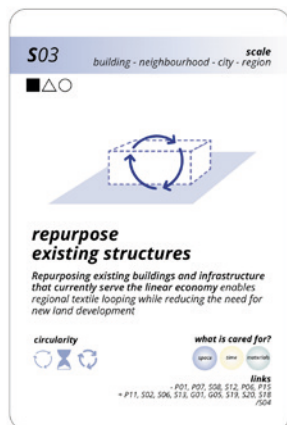 S03
scale
building - neighbourhood - city - region
repurpose
existing structures
Repurposing existing buildings and infrastructure
that currently serve the linear economy enables
regional textile looping while reducing the need for
new land development
circularity
what is cared for?
space
time
materials
links
- P01, P07, S08, S12, P06, P15
+ P11, S02, S06, S13, G01, G05, S19, S20, S18
/S04